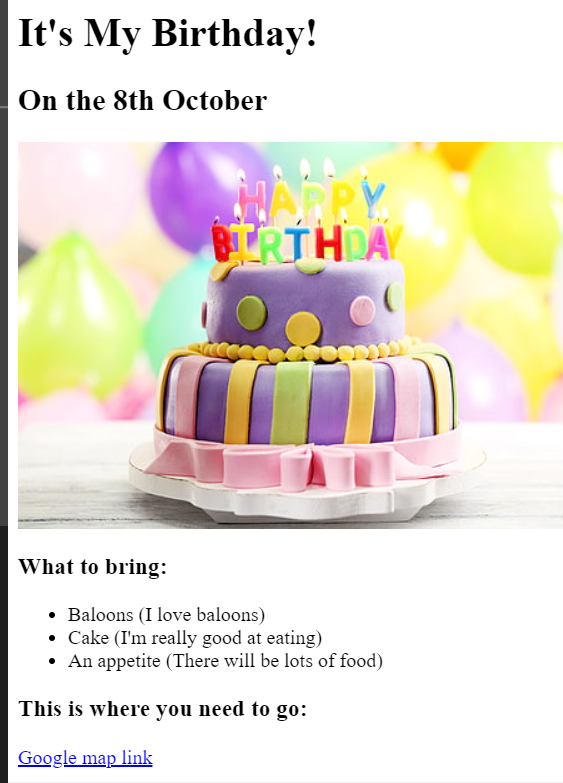 It's My Birthday!
On the 8th October
HAPPY
BIRTHDAY
What to bring:
Baloons (I love baloons)
Cake (I'm really good at eating)
An appetite (There will be lots of food)
This is where you need to go:
Google map link